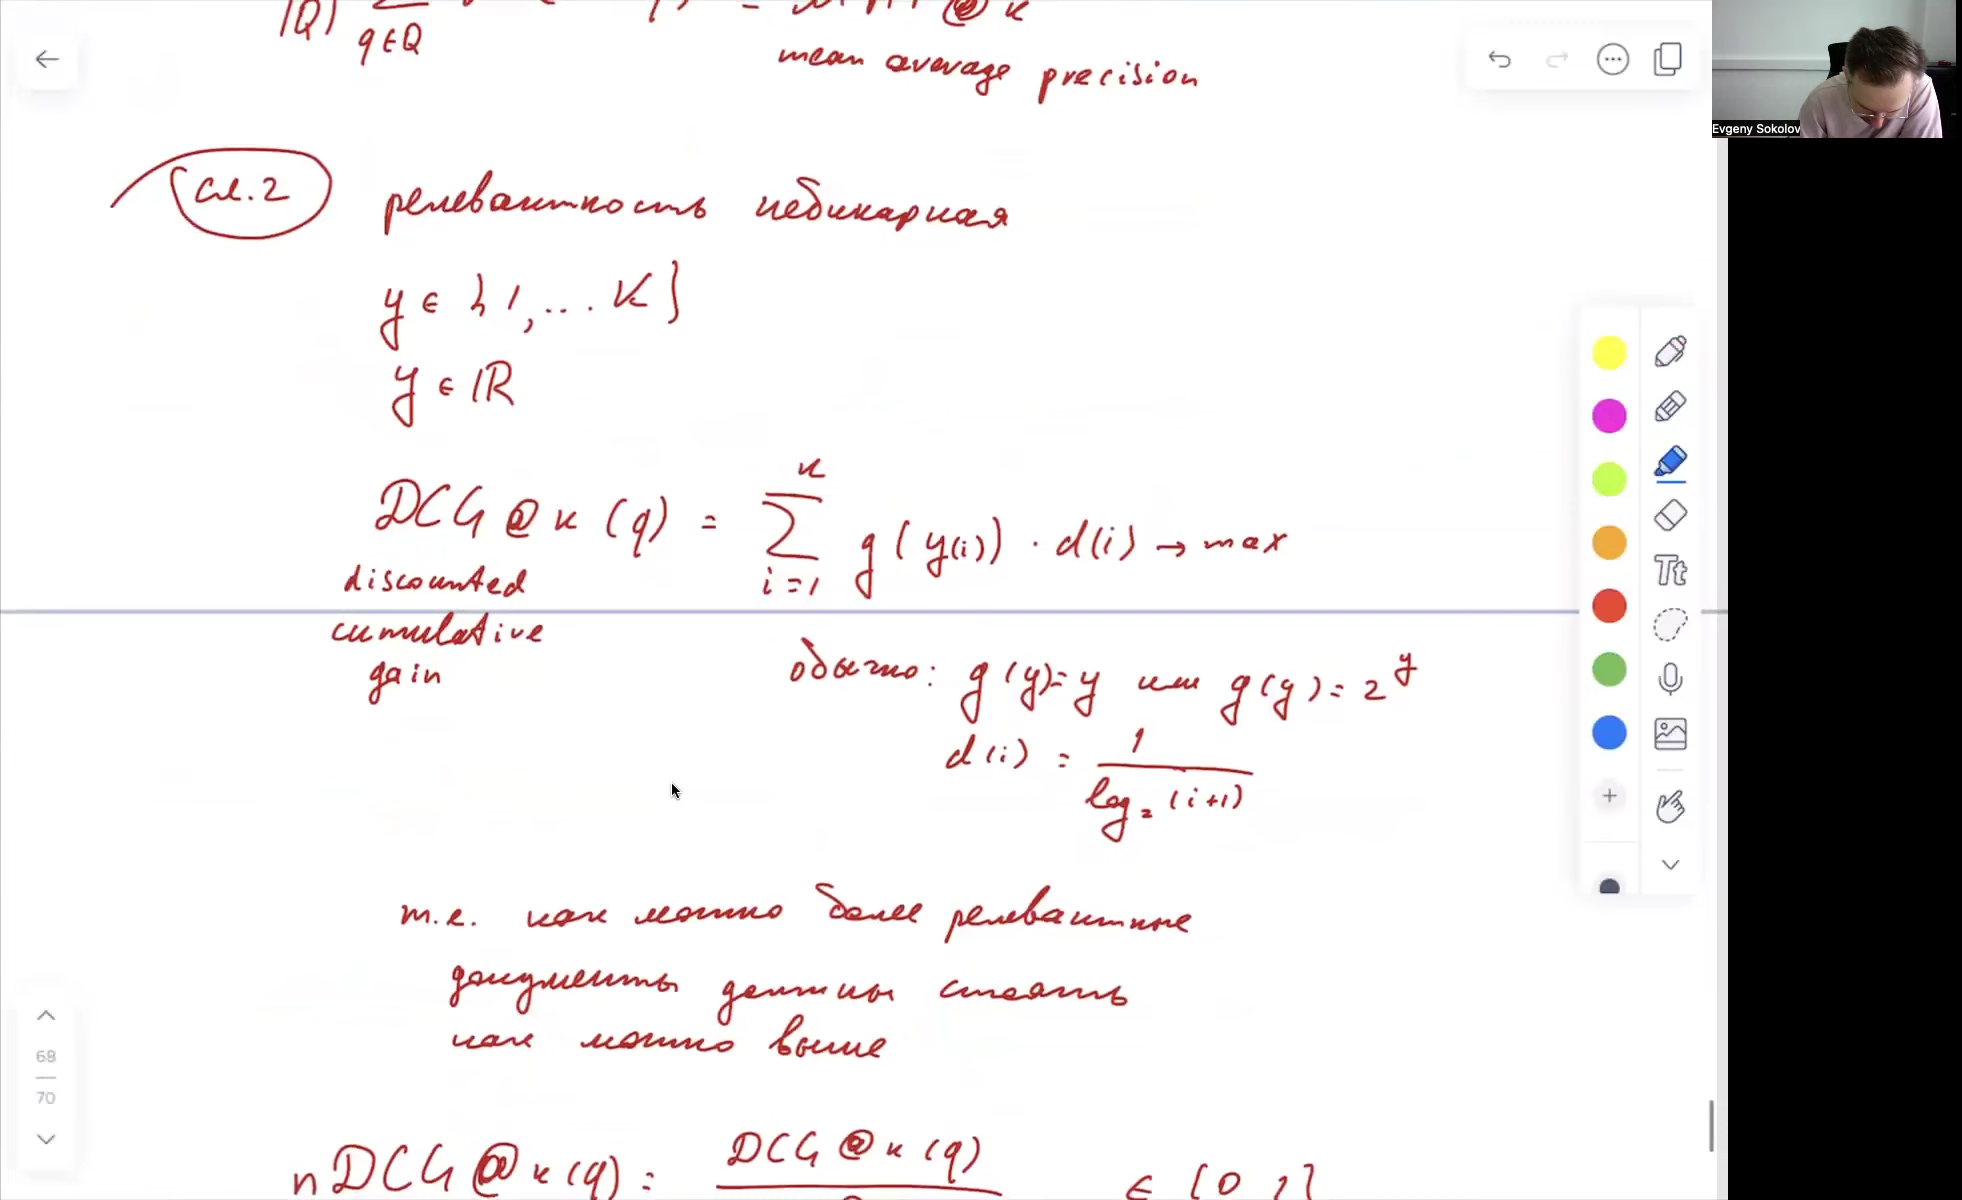 |Q| q∈Q = MAP @ k
mean average precision
Evgeny Sokolov
сл.2 релевантность небинарная
y ∈ {1, ... K}
y ∈ ℝ
DCG @ k (q) = ∑ i=1 k g(y(i)) · d(i) → max
discounted
cumulative
gain
обычно: g(y)=y или g(y)=2^y
d(i) = 1 / log₂(i+1)
Tt
т.е. как можно более релевантные
документы должны стоять
как можно выше
68
70
nDCG@k(q) = DCG@k(q) ∈ [0, 1]